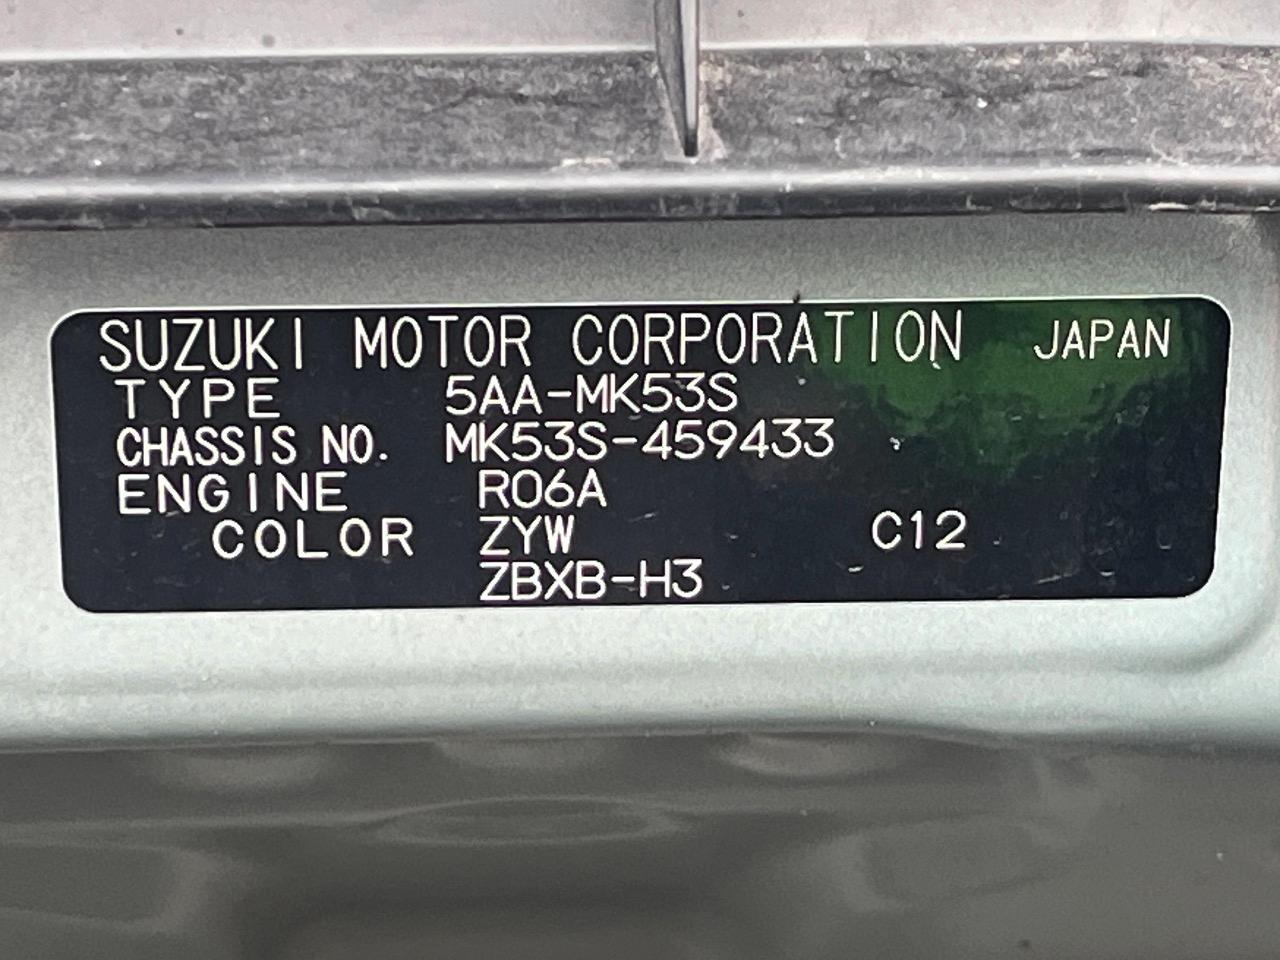 SUZUKI MOTOR CORPORATION JAPAN
TYPE 5AA-MK53S
CHASSIS NO. MK53S-459433
ENGINE R06A
COLOR ZYW C12
ZBXB-H3